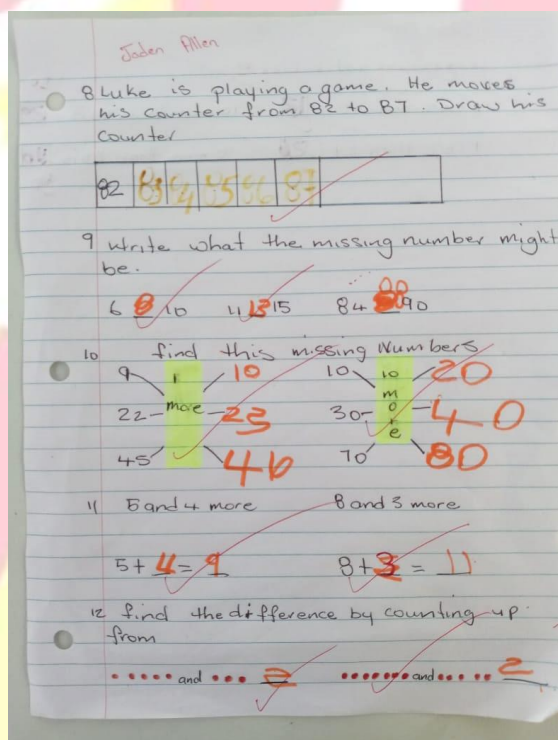 Jaden Allen
8 Luke is playing a game. He moves
his counter from 82 to 87. Draw his
counter
82 83 84 85 86 87
9 Write what the missing number might
be.
6 8 10 11 13 15 84 90
10 find this missing Numbers
9 1 10 10 10 20
22 more 23 30 more 40
45 46 70 80
11 5 and 4 more 8 and 3 more
5 + 4 = 9 8 + 3 = 11
12 find the difference by counting up
from
and 2 and 2